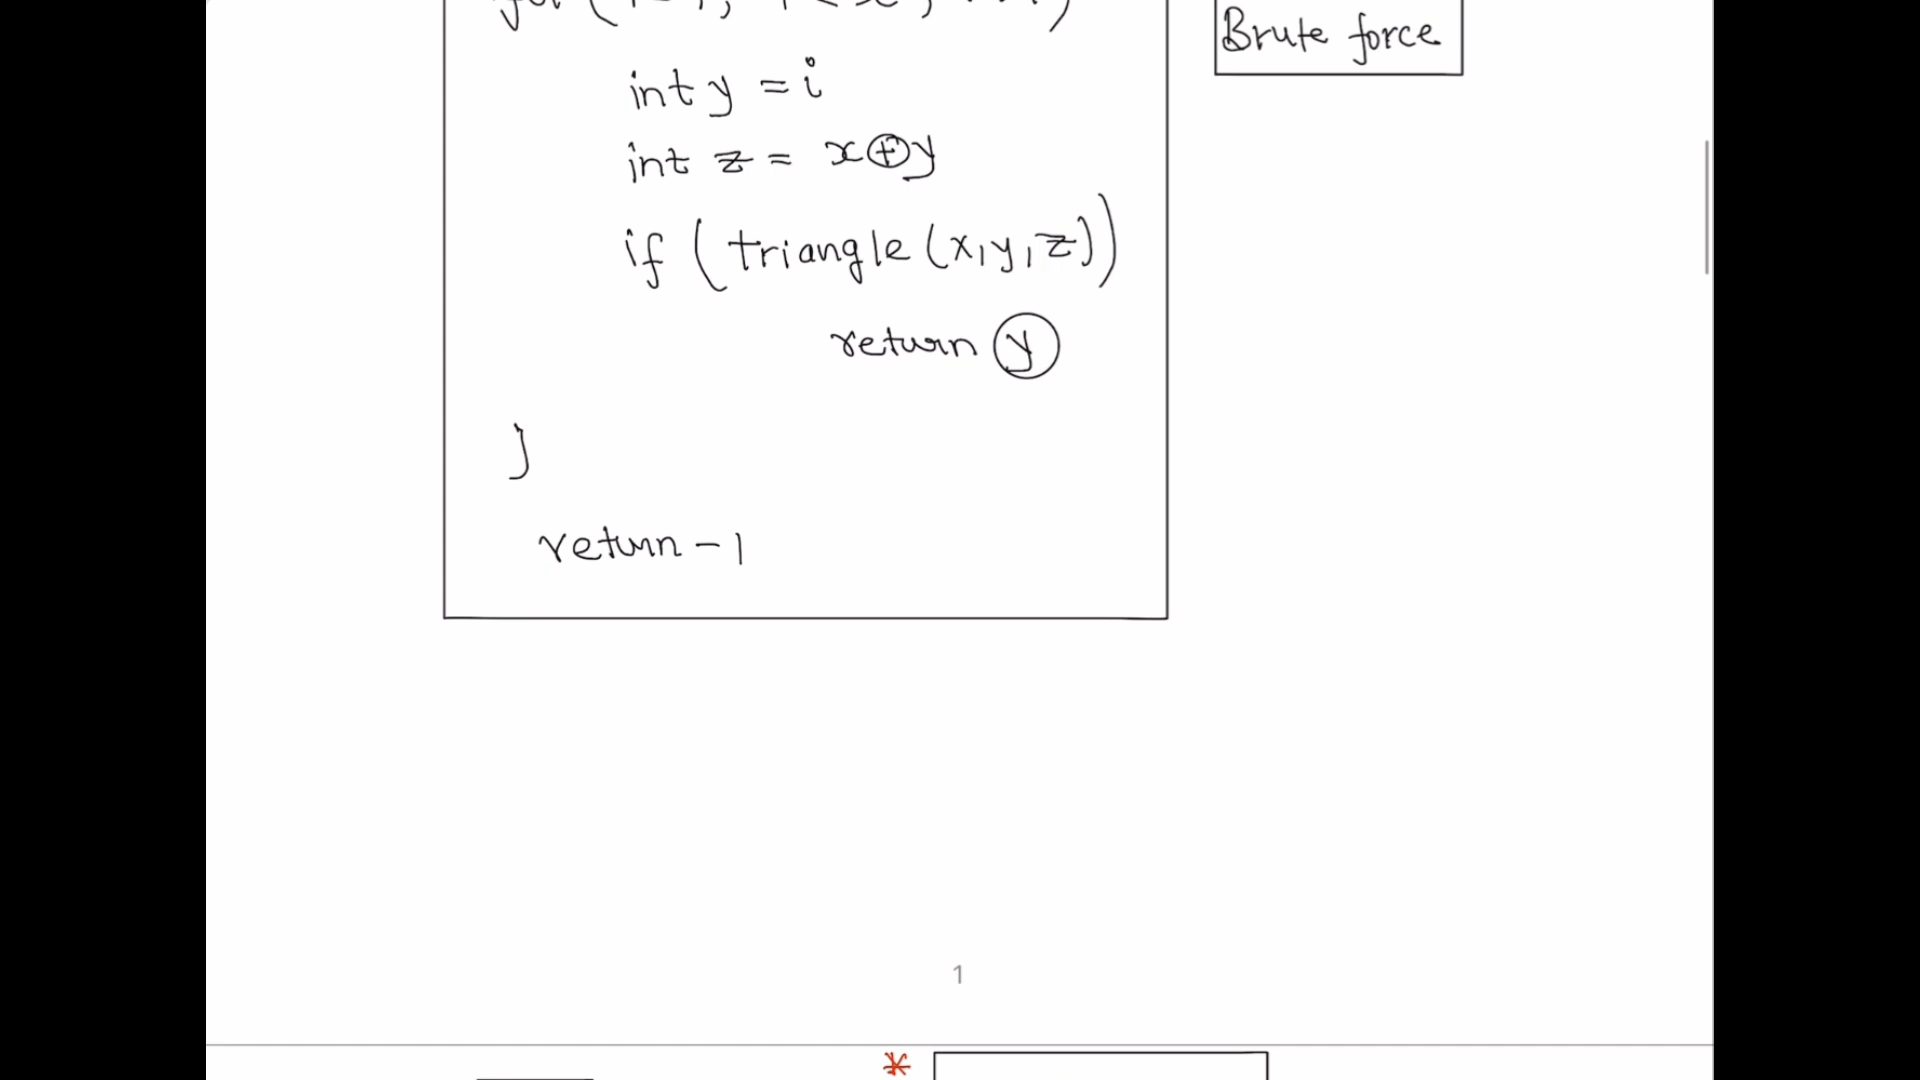 Brute force
int y = i
int z = x⊕y
if (triangle(x,y,z))
return y
}
return -1
1
*